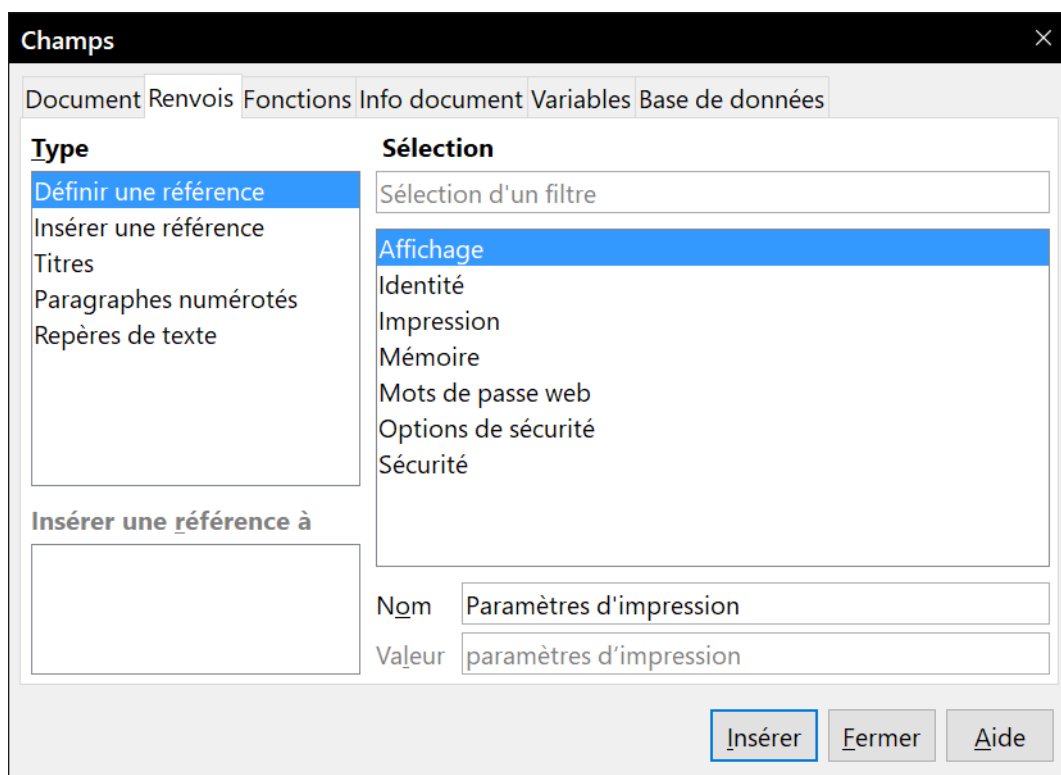 Champs
Document Renvois Fonctions Info document Variables Base de données
Type
Définir une référence
Insérer une référence
Titres
Paragraphes numérotés
Repères de texte
Insérer une référence à
Sélection
Sélection d'un filtre
Affichage
Identité
Impression
Mémoire
Mots de passe web
Options de sécurité
Sécurité
Nom Paramètres d'impression
Valeur paramètres d’impression
Insérer Fermer Aide